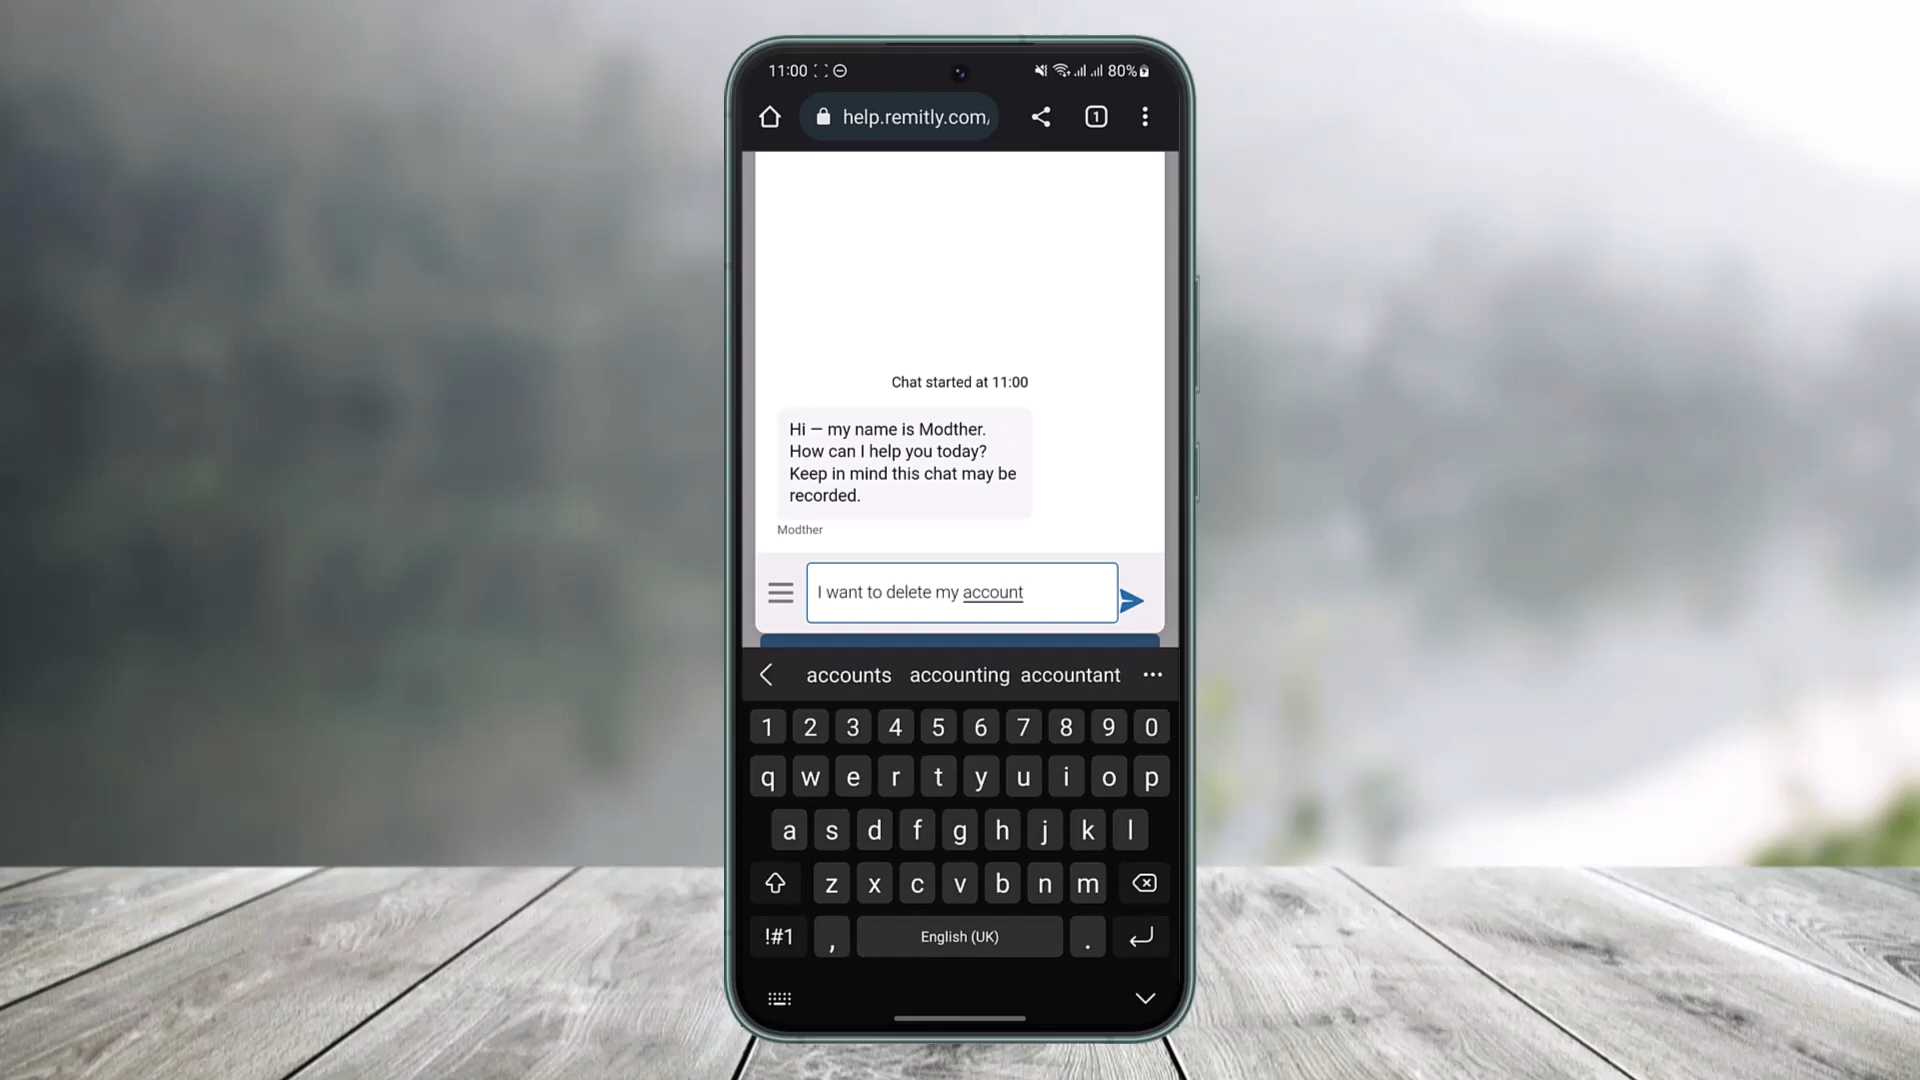 11:00 80%
help.remitly.com/ 1
Chat started at 11:00
Hi – my name is Modther.
How can I help you today?
Keep in mind this chat may be
recorded.
Modther
I want to delete my account
accounts accounting accountant
1 2 3 4 5 6 7 8 9 0
q w e r t y u i o p
a s d f g h j k l
z x c v b n m
!#1 , English (UK) .